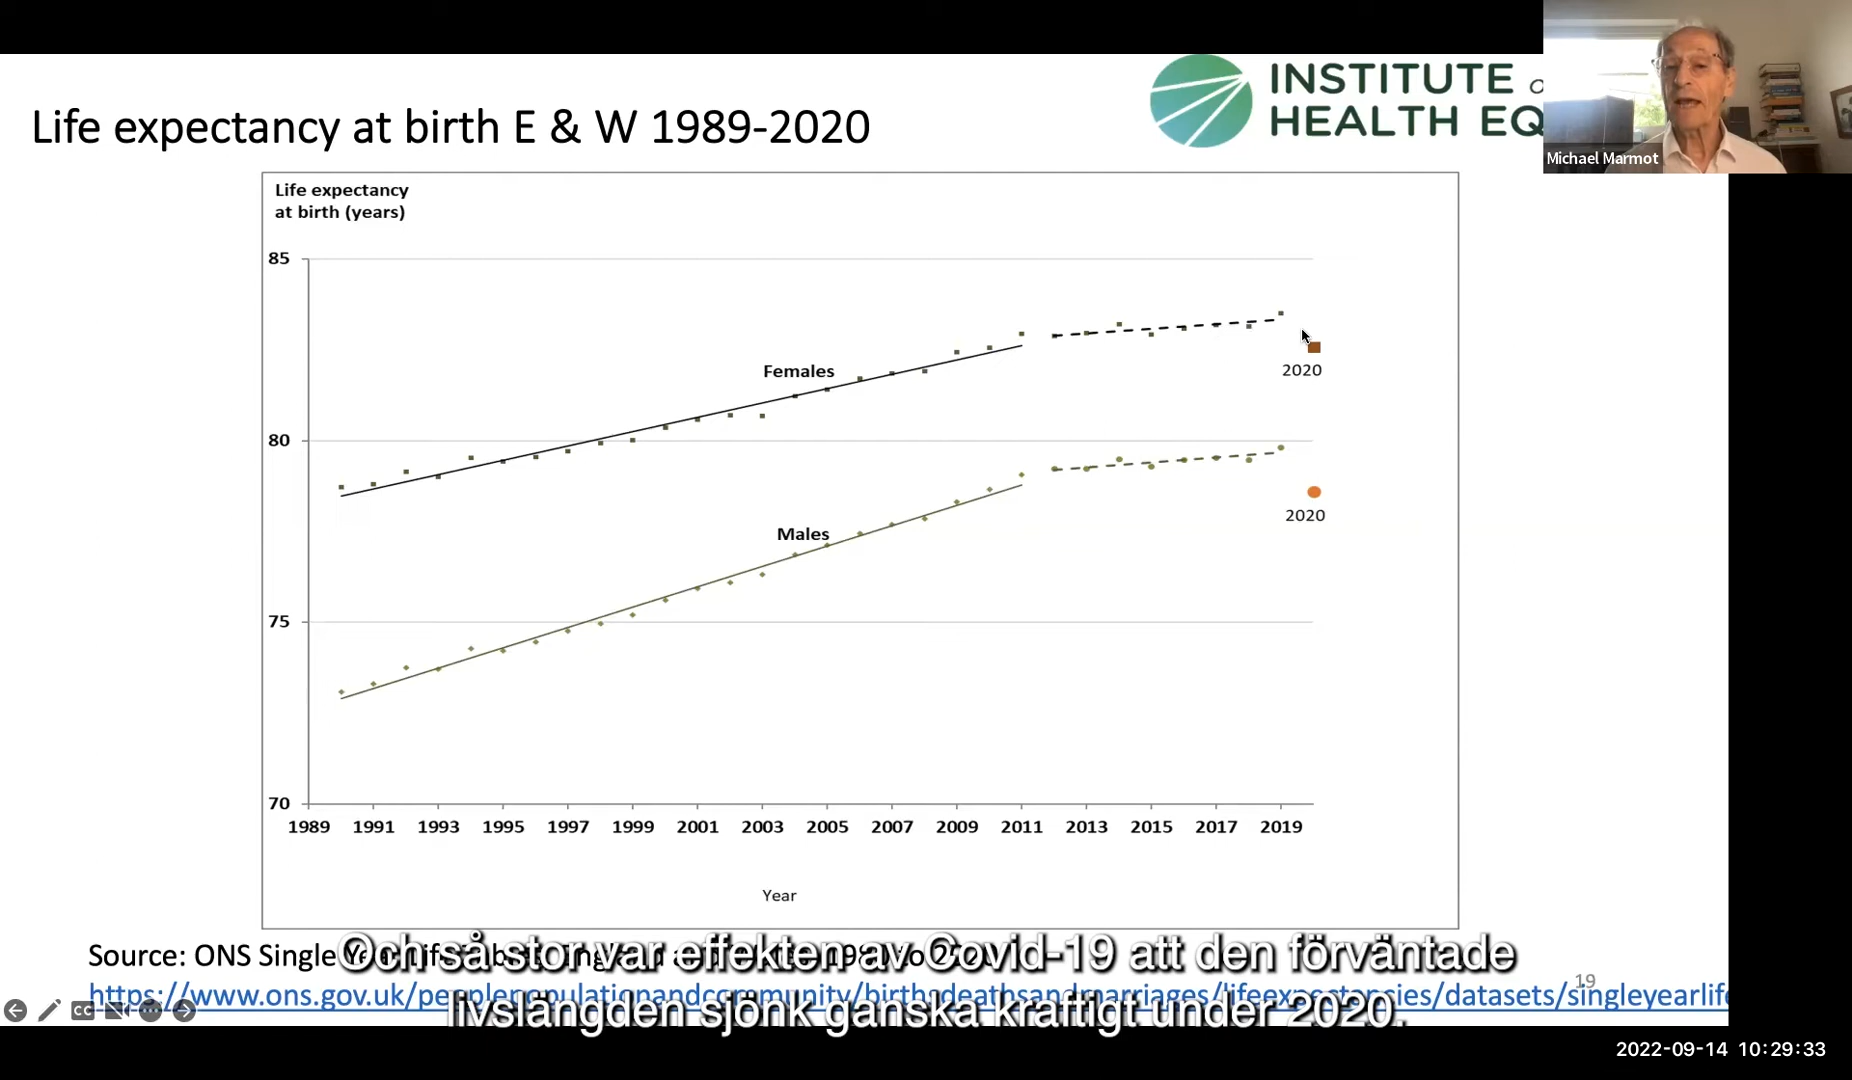 Life expectancy at birth E & W 1989-2020
INSTITUTE
HEALTH EQ
Michael Marmot
Life expectancy
at birth (years)
85
80
75
70
Females
2020
Males
2020
1989 1991 1993 1995 1997 1999 2001 2003 2005 2007 2009 2011 2013 2015 2017 2019
Year
Source: ONS Single
Och så stor var effekten av Covid-19 att den förväntade
19
livslängden sjönk ganska kraftigt under 2020.
CC
2022-09-14 10:29:33